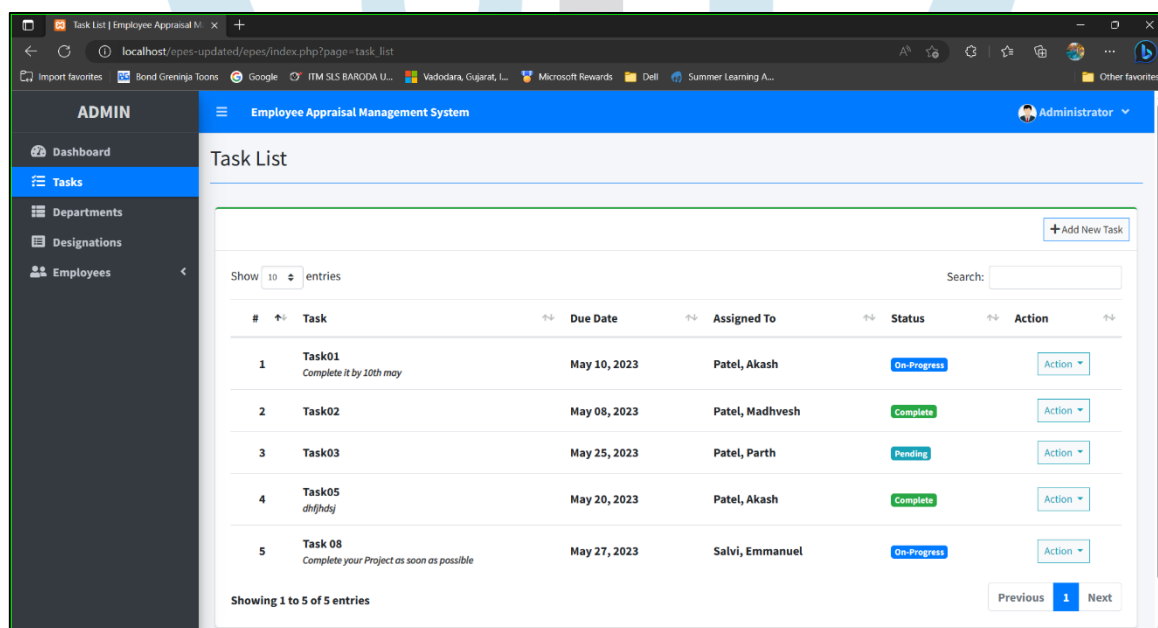 Task List | Employee Appraisal M
localhost/epes-updated/epes/index.php?page=task_list
Import favorites BG Bond Greninja Toons Google ITM SLS BARODA U... Vadodara, Gujarat, I... Microsoft Rewards Dell Summer Learning A... Other favorites
ADMIN Employee Appraisal Management System Administrator
Dashboard
Tasks
Departments
Designations
Employees
Task List
+Add New Task
Show 10 entries Search:
# Task Due Date Assigned To Status Action
1 Task01 May 10, 2023 Patel, Akash On-Progress Action
Complete it by 10th may
2 Task02 May 08, 2023 Patel, Madhvesh Complete Action
3 Task03 May 25, 2023 Patel, Parth Pending Action
4 Task05 May 20, 2023 Patel, Akash Complete Action
dhfjhdsj
5 Task 08 May 27, 2023 Salvi, Emmanuel On-Progress Action
Complete your Project as soon as possible
Showing 1 to 5 of 5 entries Previous 1 Next